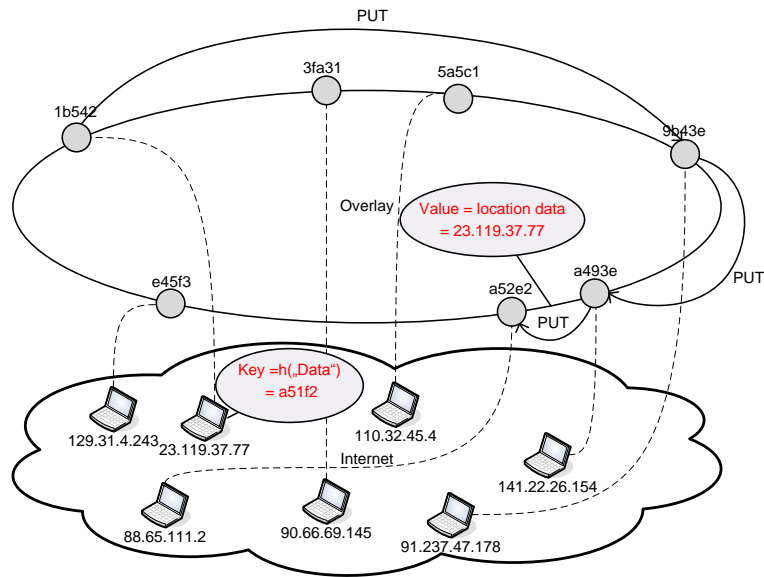 PUT
3fa31
5a5c1
1b542
9b43e
Overlay
Value = location data
= 23.119.37.77
a493e
PUT
e45f3
a52e2
PUT
Key =h(„Data“)
= a51f2
129.31.4.243
23.119.37.77
110.32.45.4
Internet
141.22.26.154
88.65.111.2
90.66.69.145
91.237.47.178